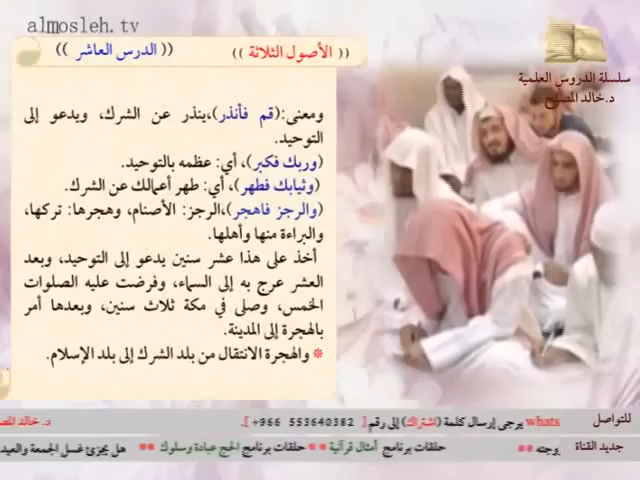 almosleh.tv
((الأصول الثلاثة))
((الدرس العاشر))
سلسلة الدروس العلمية
د.خالد المصلح
ومعنى:(قم فأنذر)،ينذر عن الشرك، ويدعو إلى
التوحيد.
(وربك فكبر)، أي: عظمه بالتوحيد.
(وثيابك فطهر)، أي: طهر أعمالك عن الشرك.
(والرجز فاهجر)،الرجز: الأصنام، وهجرها: تركها،
والبراءة منها وأهلها.
أخذ على هذا عشر سنين يدعو إلى التوحيد، وبعد
العشر عرج به إلى السماء، وفرضت عليه الصلوات
الخمس، وصلى في مكة ثلاث سنين، وبعدها أمر
بالهجرة إلى المدينة.
* والهجرة الانتقال من بلد الشرك إلى بلد الإسلام.
للتواصل whats يرجى إرسال كلمة (اشتراك) إلى رقم [ 966 553640382+ ]. د. خالد المص
جديد القناة بوجته ** حلقات برنامج أمثال قرآنية ** حلقات برنامج الحج عبادة وسلوك ** هل يجزئ غسل الجمعة والعيد